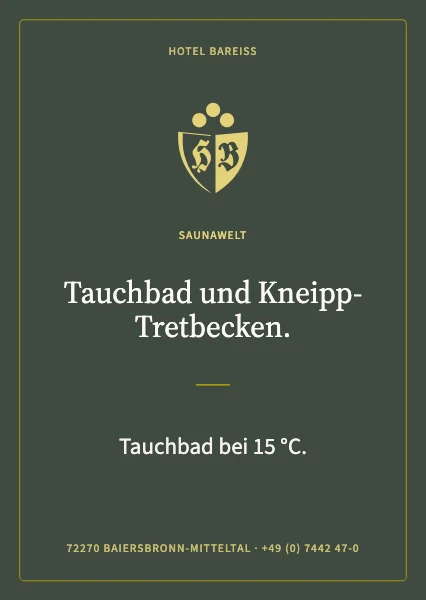 HOTEL BAREISS
HB
SAUNAWELT
Tauchbad und Kneipp-
Tretbecken.
Tauchbad bei 15 °C.
72270 BAIERSBRONN-MITTELTAL · +49 (0) 7442 47-0